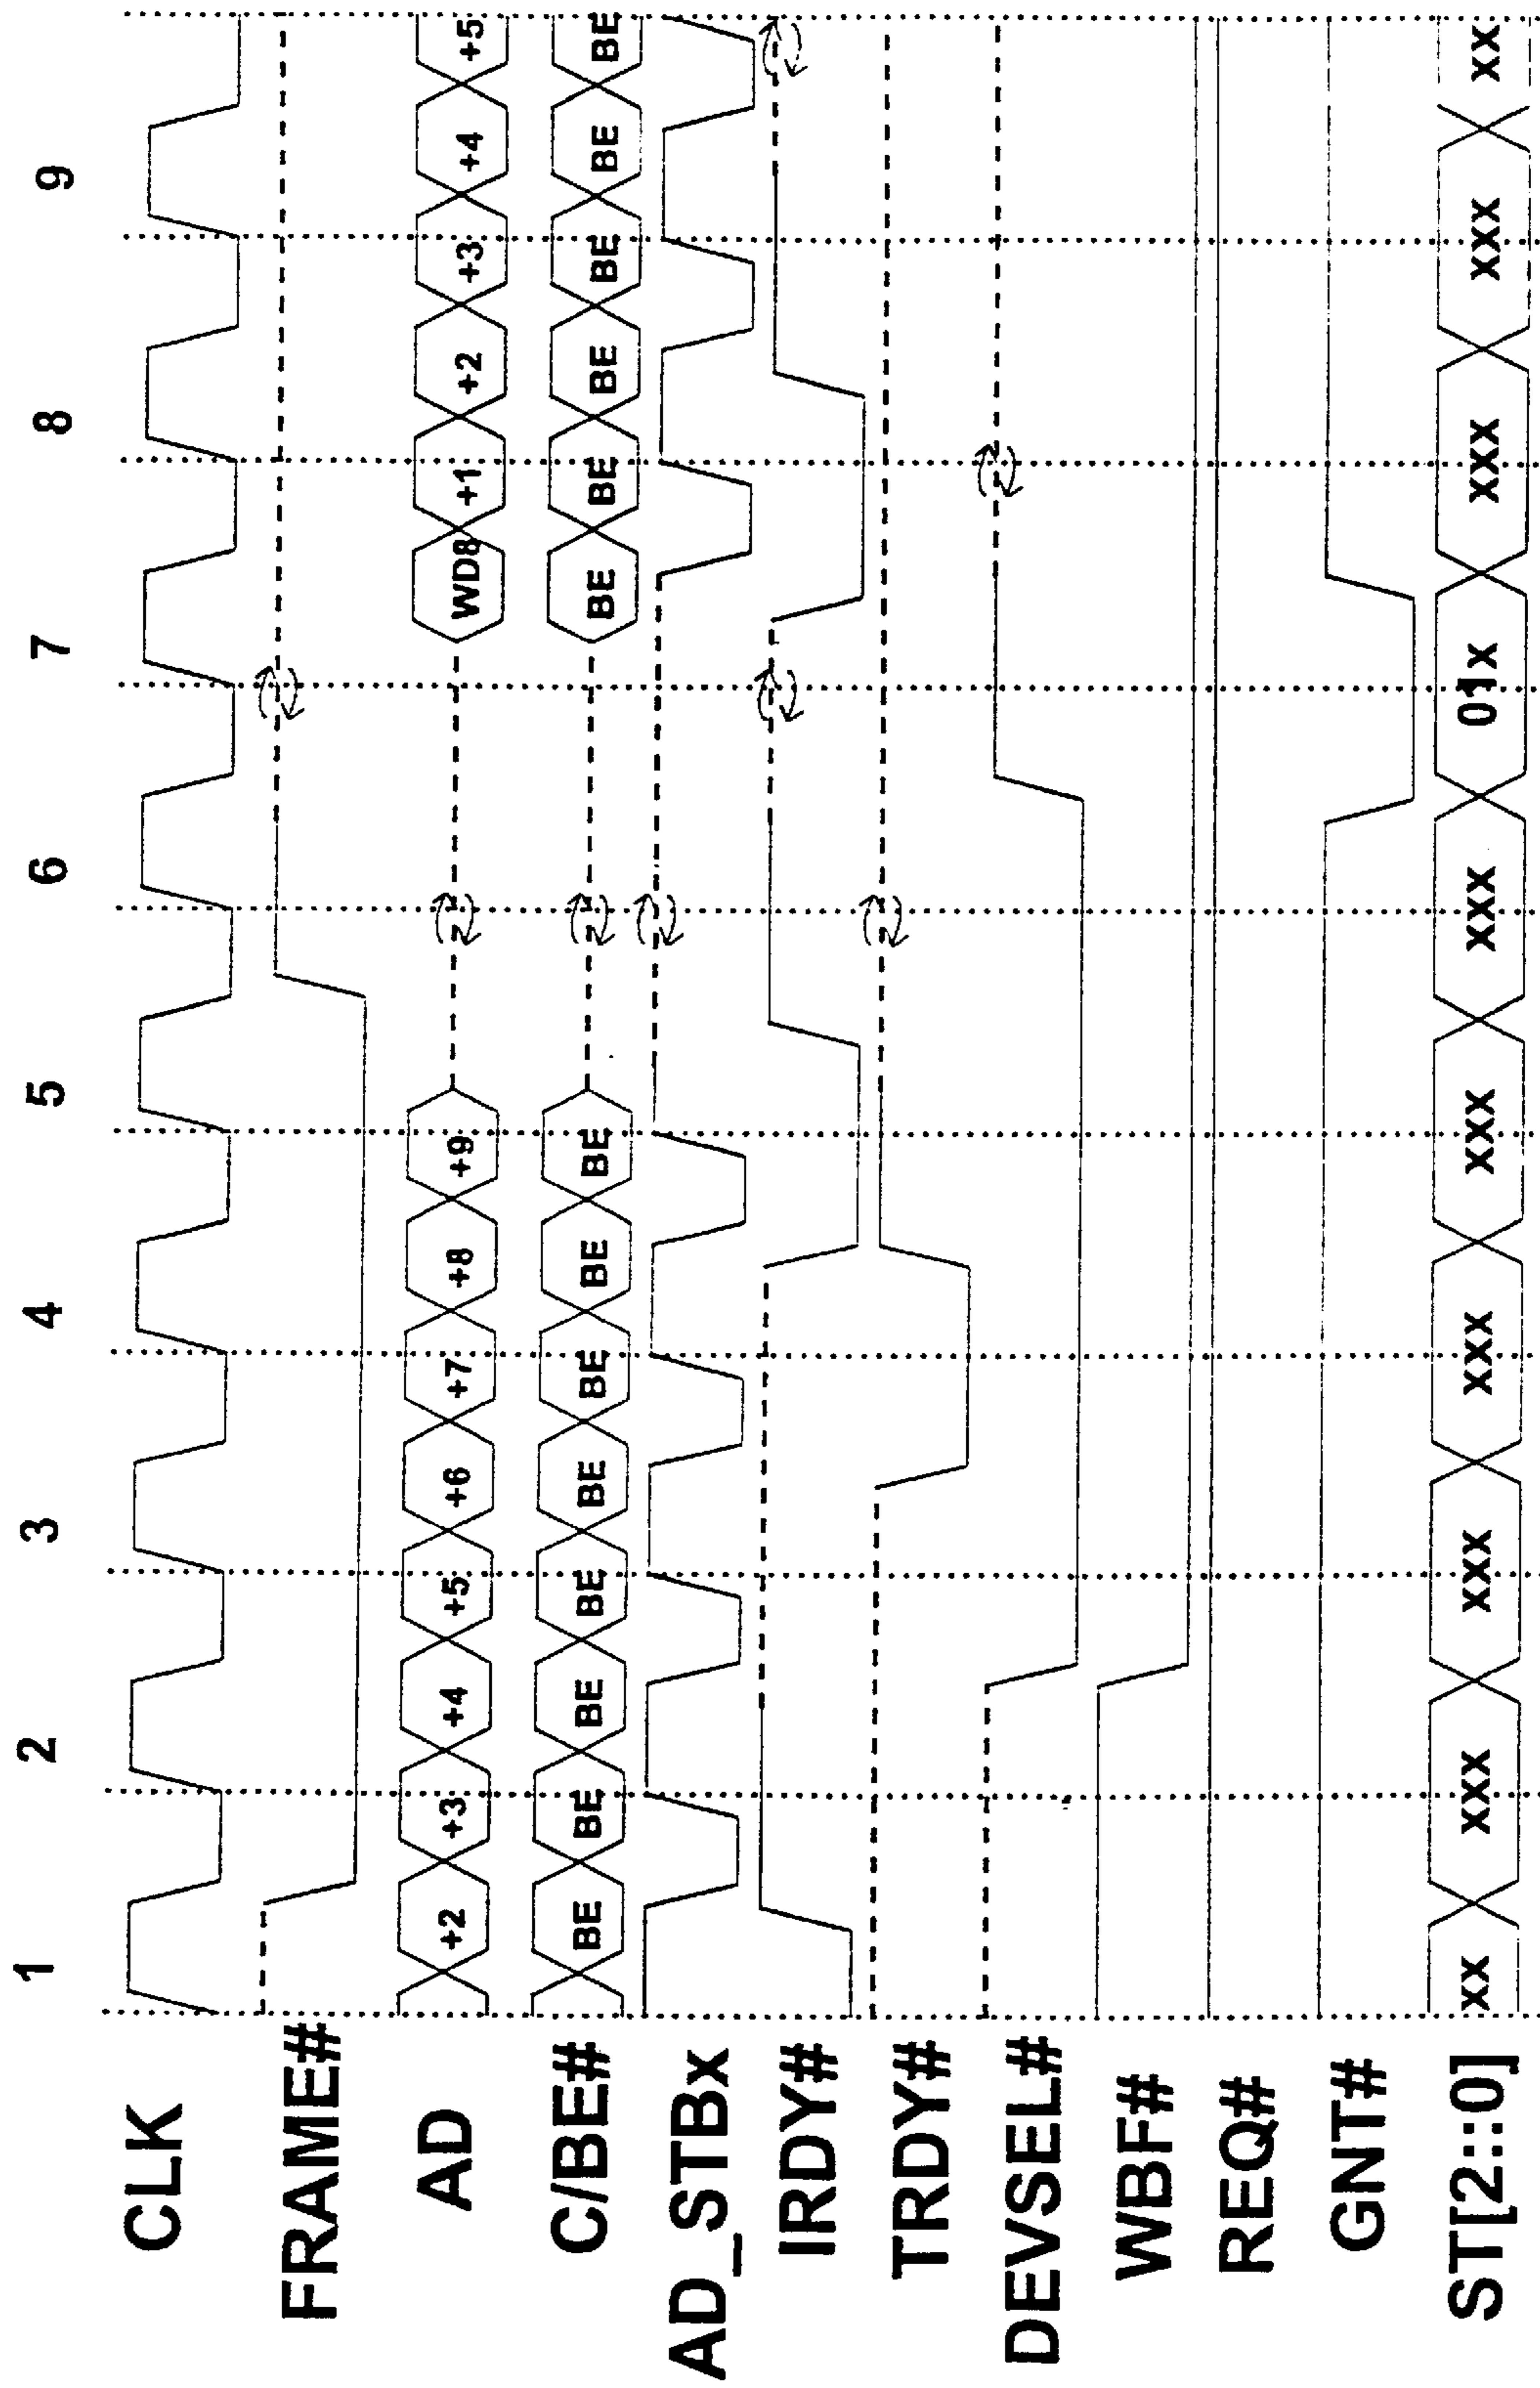 1 2 3 4 5 6 7 8 9
CLK
FRAME#
AD +2 +3 +4 +5 +6 +7 +8 +9 WD8 +1 +2 +3 +4 +5
C/BE# BE BE BE BE BE BE BE BE BE BE BE BE BE BE
AD_STBx
IRDY#
TRDY#
DEVSEL#
WBF#
REQ#
GNT#
ST[2::0] xx xxx xxx xxx xxx xxx xxx 01x xxx xxx xx